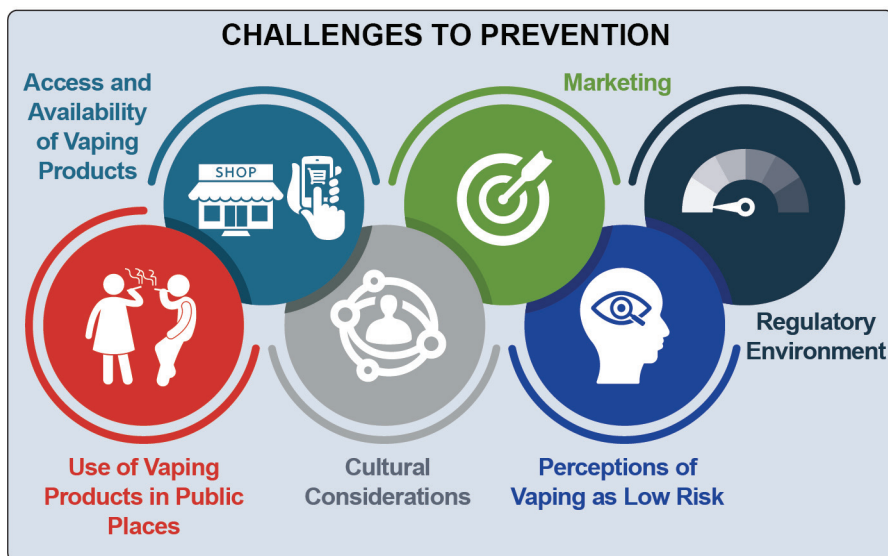 CHALLENGES TO PREVENTION
Access and
Availability
of Vaping
Products
SHOP
Marketing
Regulatory
Environment
Use of Vaping
Products in Public
Places
Cultural
Considerations
Perceptions of
Vaping as Low Risk